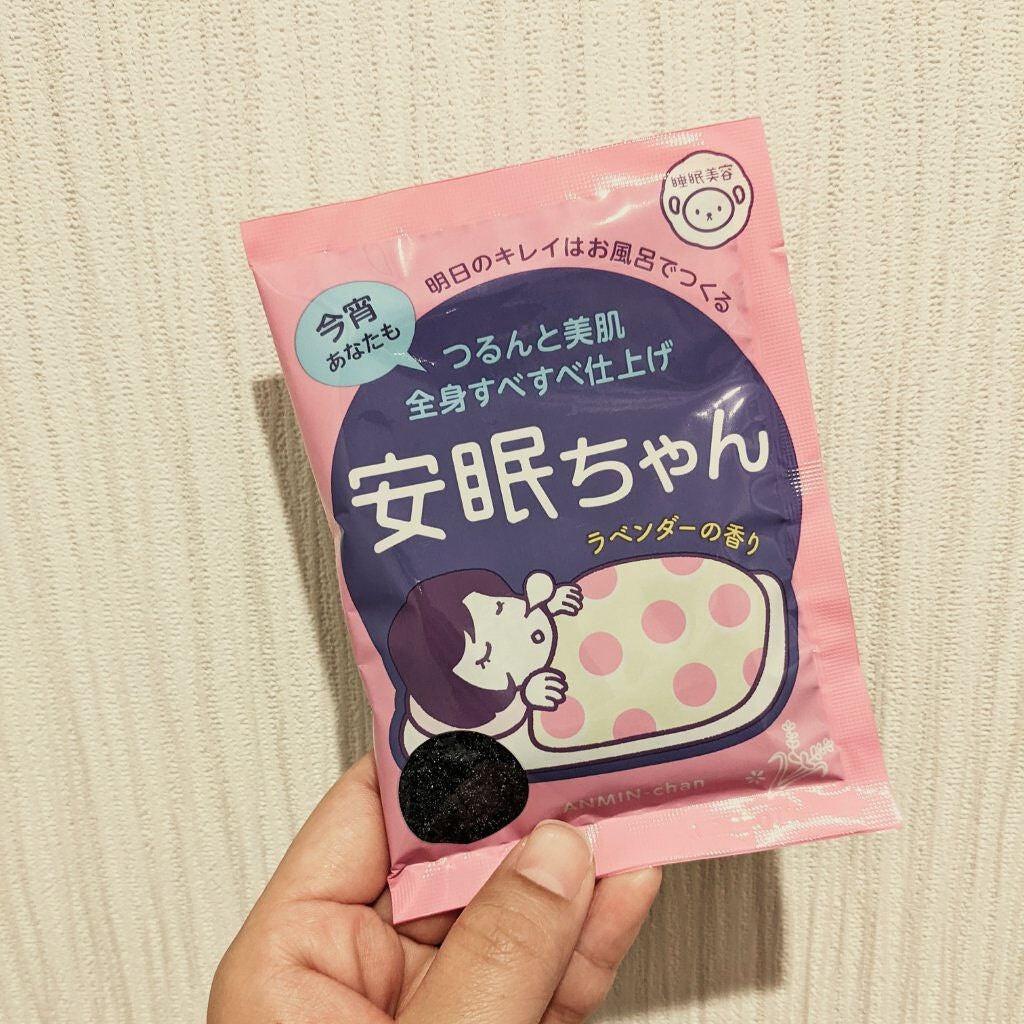 睡眠美容
明日のキレイはお風呂でつくる
今宵
あなたも
つるんと美肌
全身すべすべ仕上げ
安眠ちゃん
ラベンダーの香り
ANMIN-chan